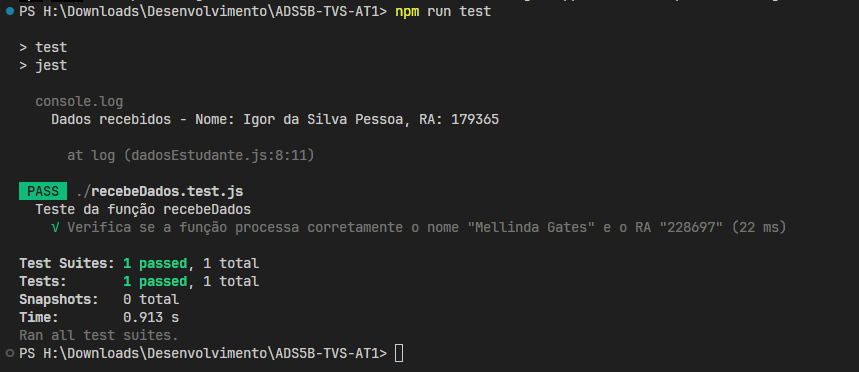 PS H:\Downloads\Desenvolvimento\ADS5B-TVS-AT1> npm run test
> test
> jest
console.log
Dados recebidos - Nome: Igor da Silva Pessoa, RA: 179365
at log (dadosEstudante.js:8:11)
PASS ./recebeDados.test.js
Teste da função recebeDados
√ Verifica se a função processa corretamente o nome "Mellinda Gates" e o RA "228697" (22 ms)
Test Suites: 1 passed, 1 total
Tests: 1 passed, 1 total
Snapshots: 0 total
Time: 0.913 s
Ran all test suites.
PS H:\Downloads\Desenvolvimento\ADS5B-TVS-AT1>